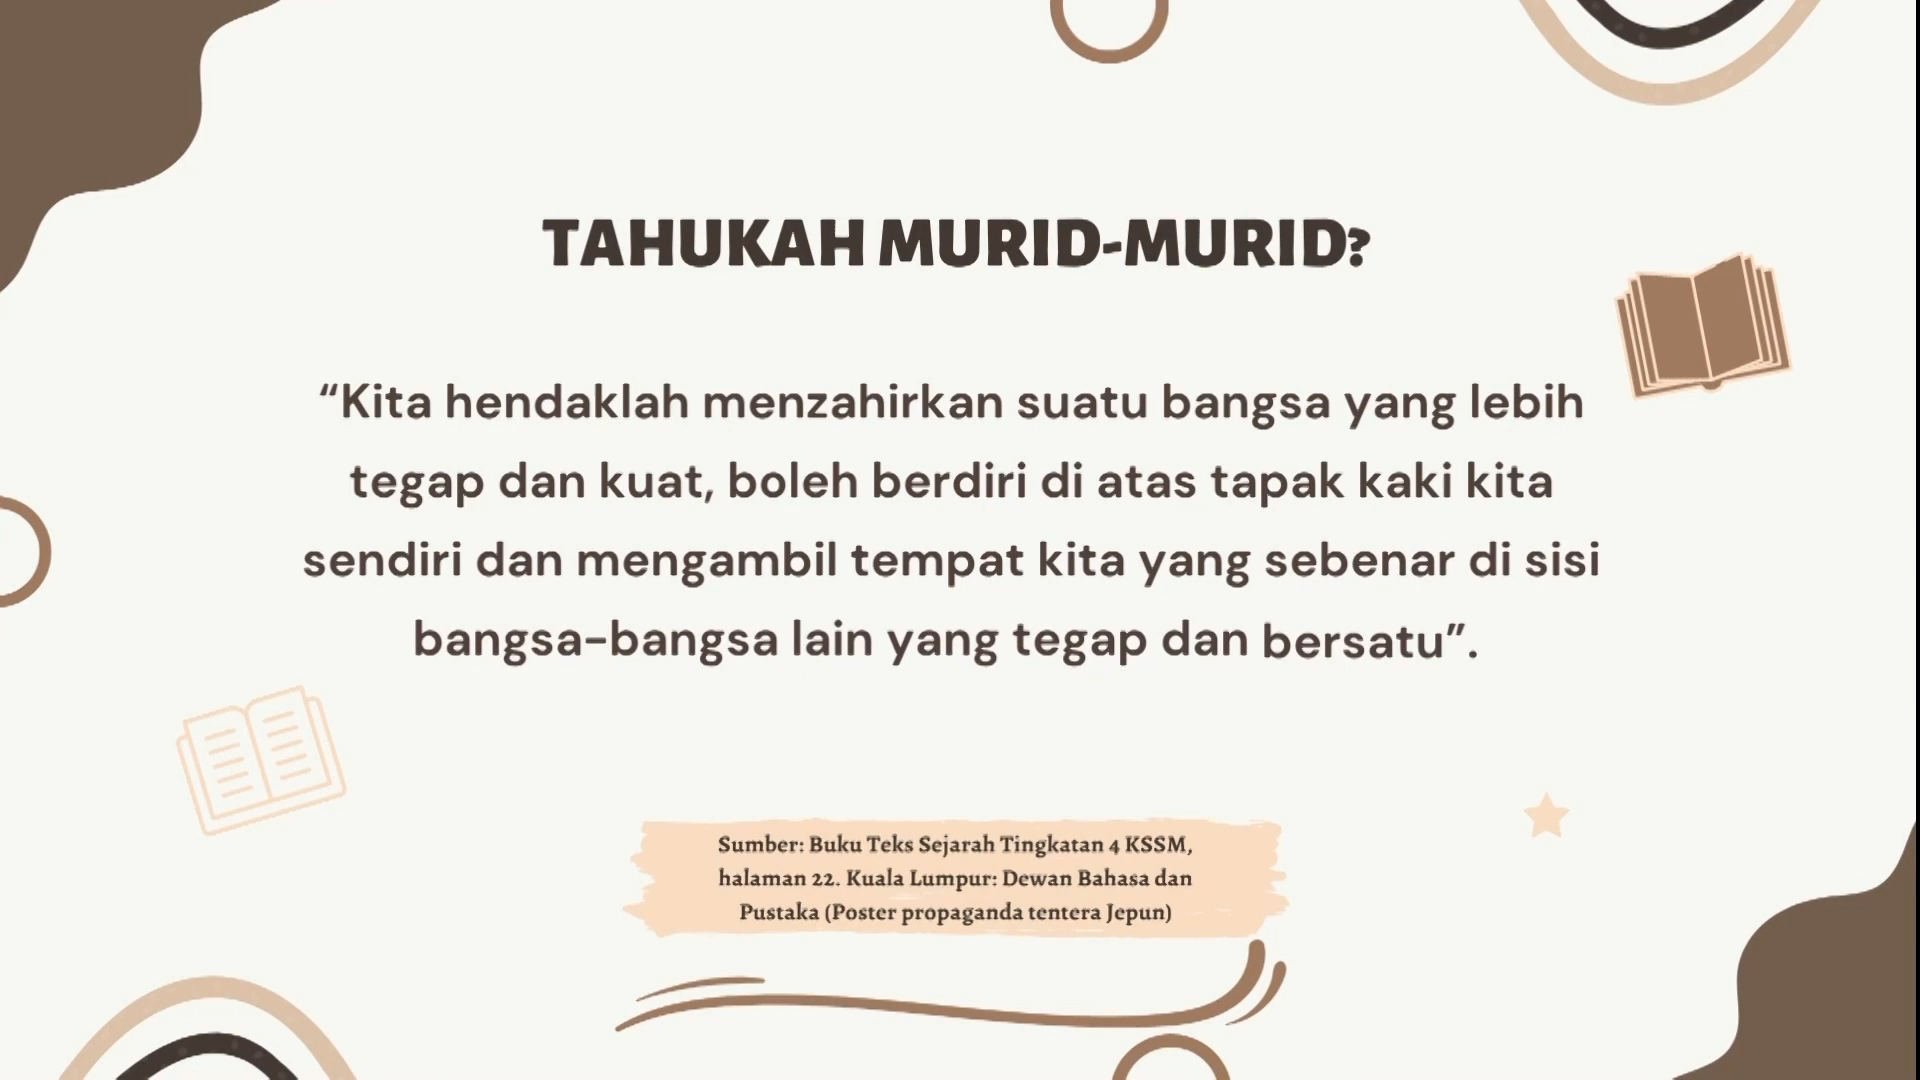 TAHUKAH MURID-MURID?
“Kita hendaklah menzahirkan suatu bangsa yang lebih
tegap dan kuat, boleh berdiri di atas tapak kaki kita
sendiri dan mengambil tempat kita yang sebenar di sisi
bangsa-bangsa lain yang tegap dan bersatu”.
Sumber: Buku Teks Sejarah Tingkatan 4 KSSM,
halaman 22. Kuala Lumpur: Dewan Bahasa dan
Pustaka (Poster propaganda tentera Jepun)